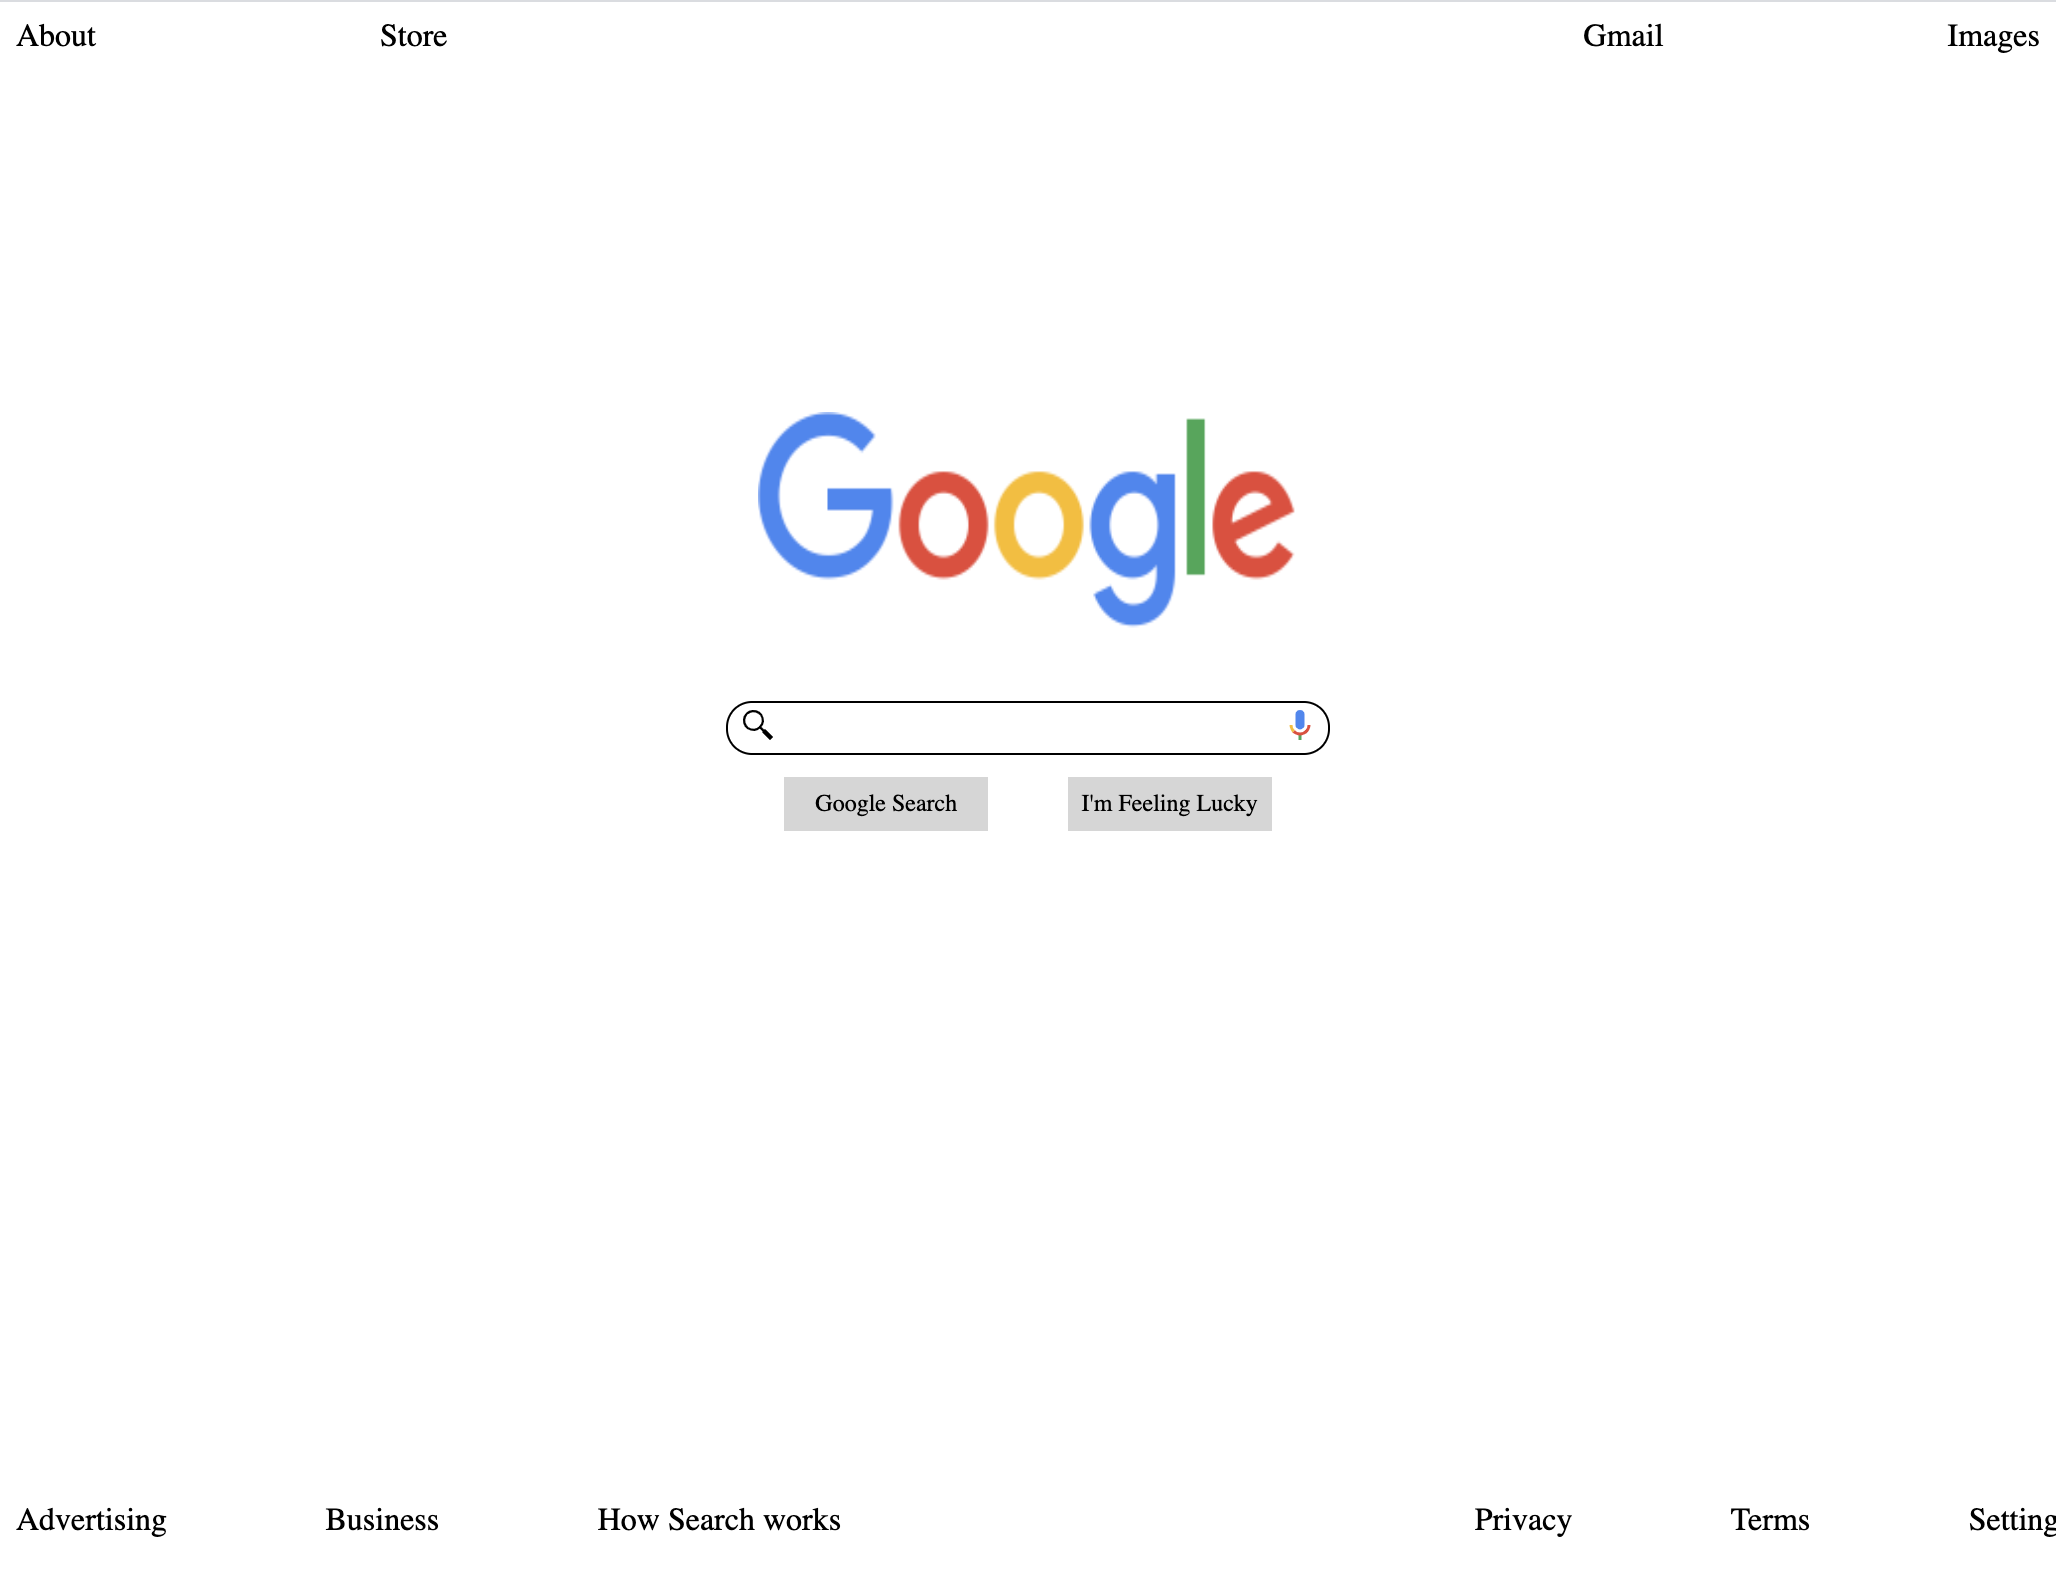 About Store Gmail Images
Google
Google Search I'm Feeling Lucky
Advertising Business How Search works Privacy Terms Setting